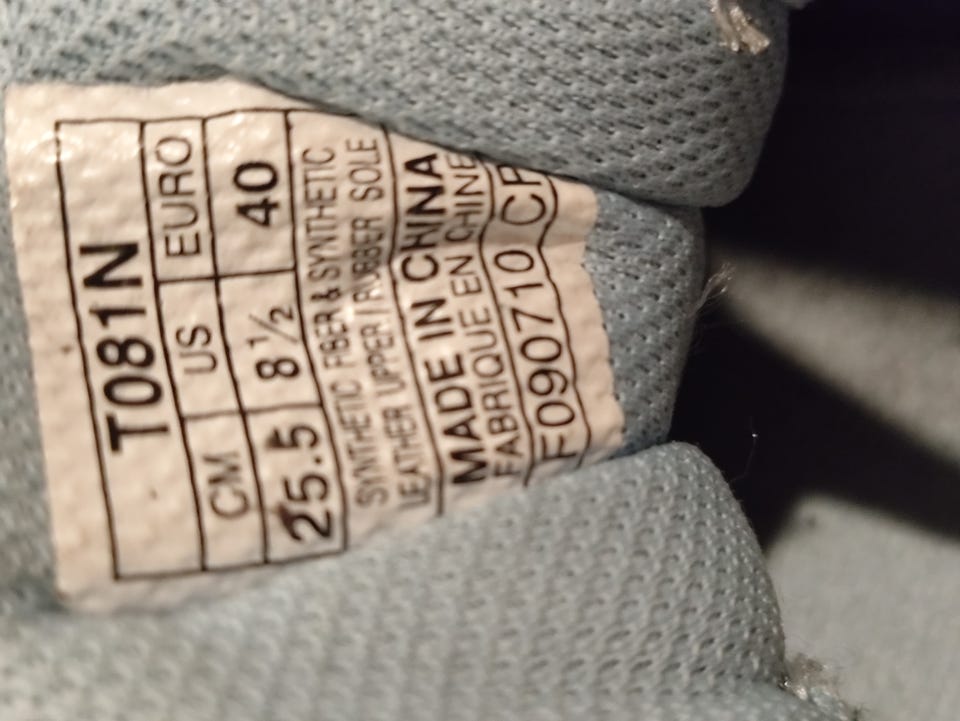 T081N
CM US EURO
25.5 8½ 40
SYNTHETIC FIBER & SYNTHETIC
LEATHER UPPER / RUBBER SOLE
MADE IN CHINA
FABRIQUE EN CHINE
F090710